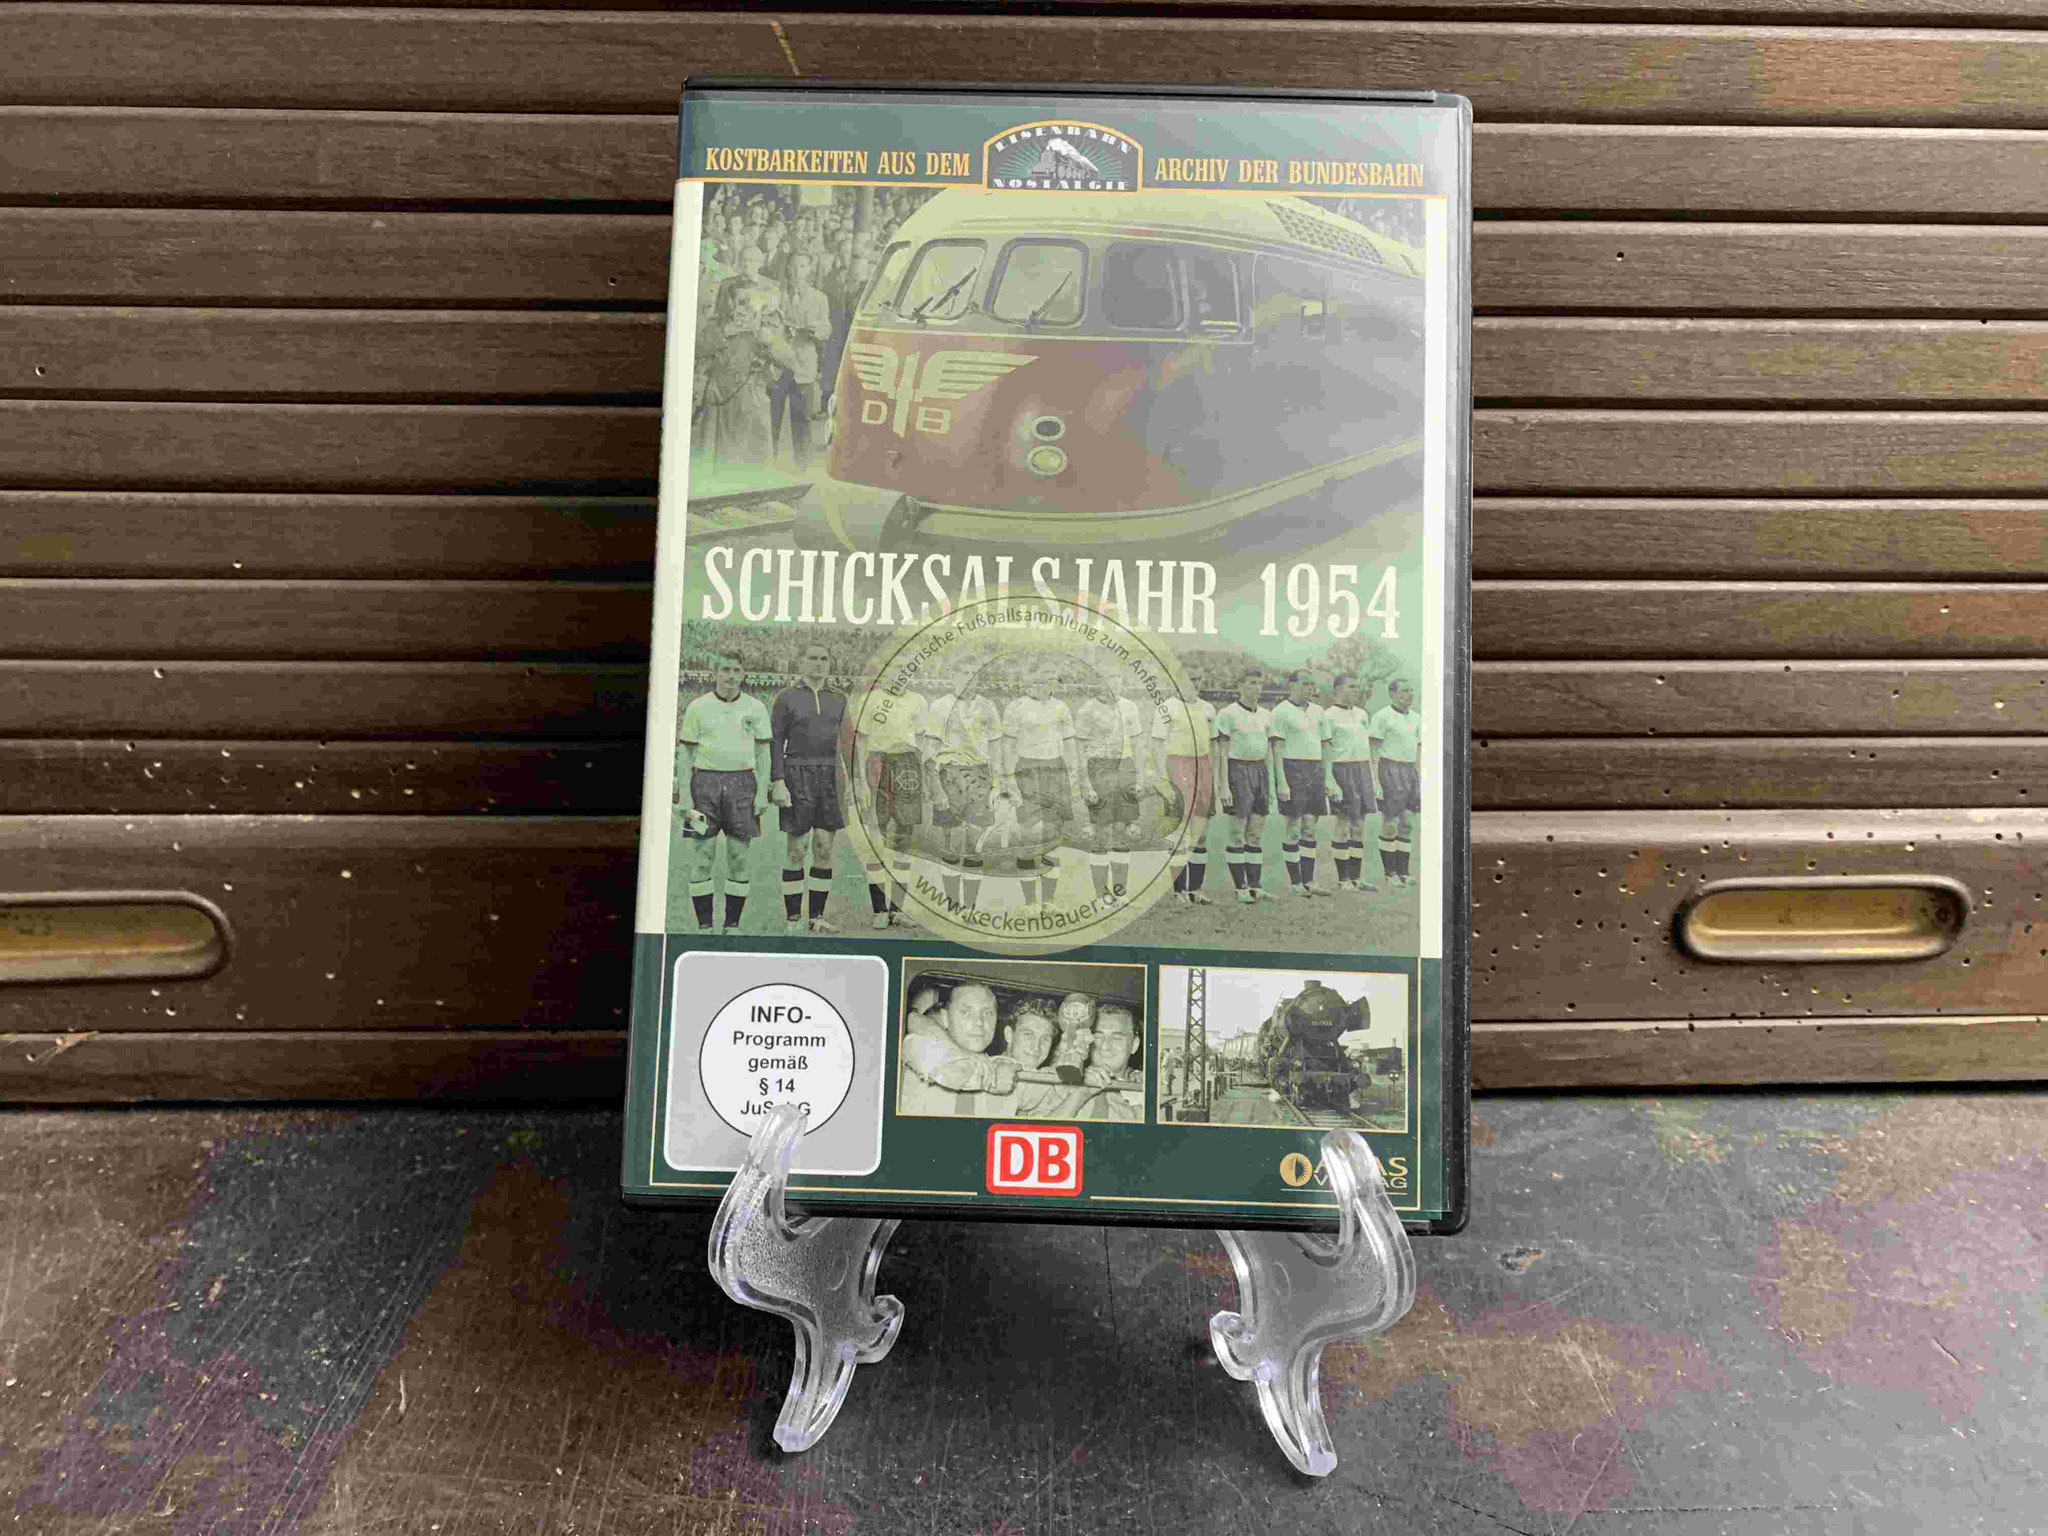 KOSTBARKEITEN AUS DEM
EISENBAHN
NOSTALGIE
ARCHIV DER BUNDESBAHN
DB
SCHICKSALSJAHR 1954
Die historische Fußballsammlung zum Anfassen
www.keckenbauer.de
INFO-
Programm
gemäß
§ 14
DB